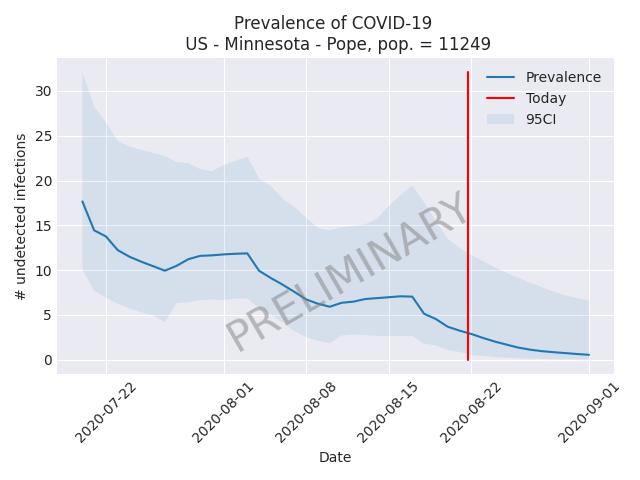 Prevalence of COVID-19
US - Minnesota - Pope, pop. = 11249
# undetected infections
30
25
20
15
10
5
0
Prevalence
Today
95CI
PRELIMINARY
2020-07-22
2020-08-01
2020-08-08
2020-08-15
2020-08-22
2020-09-01
Date